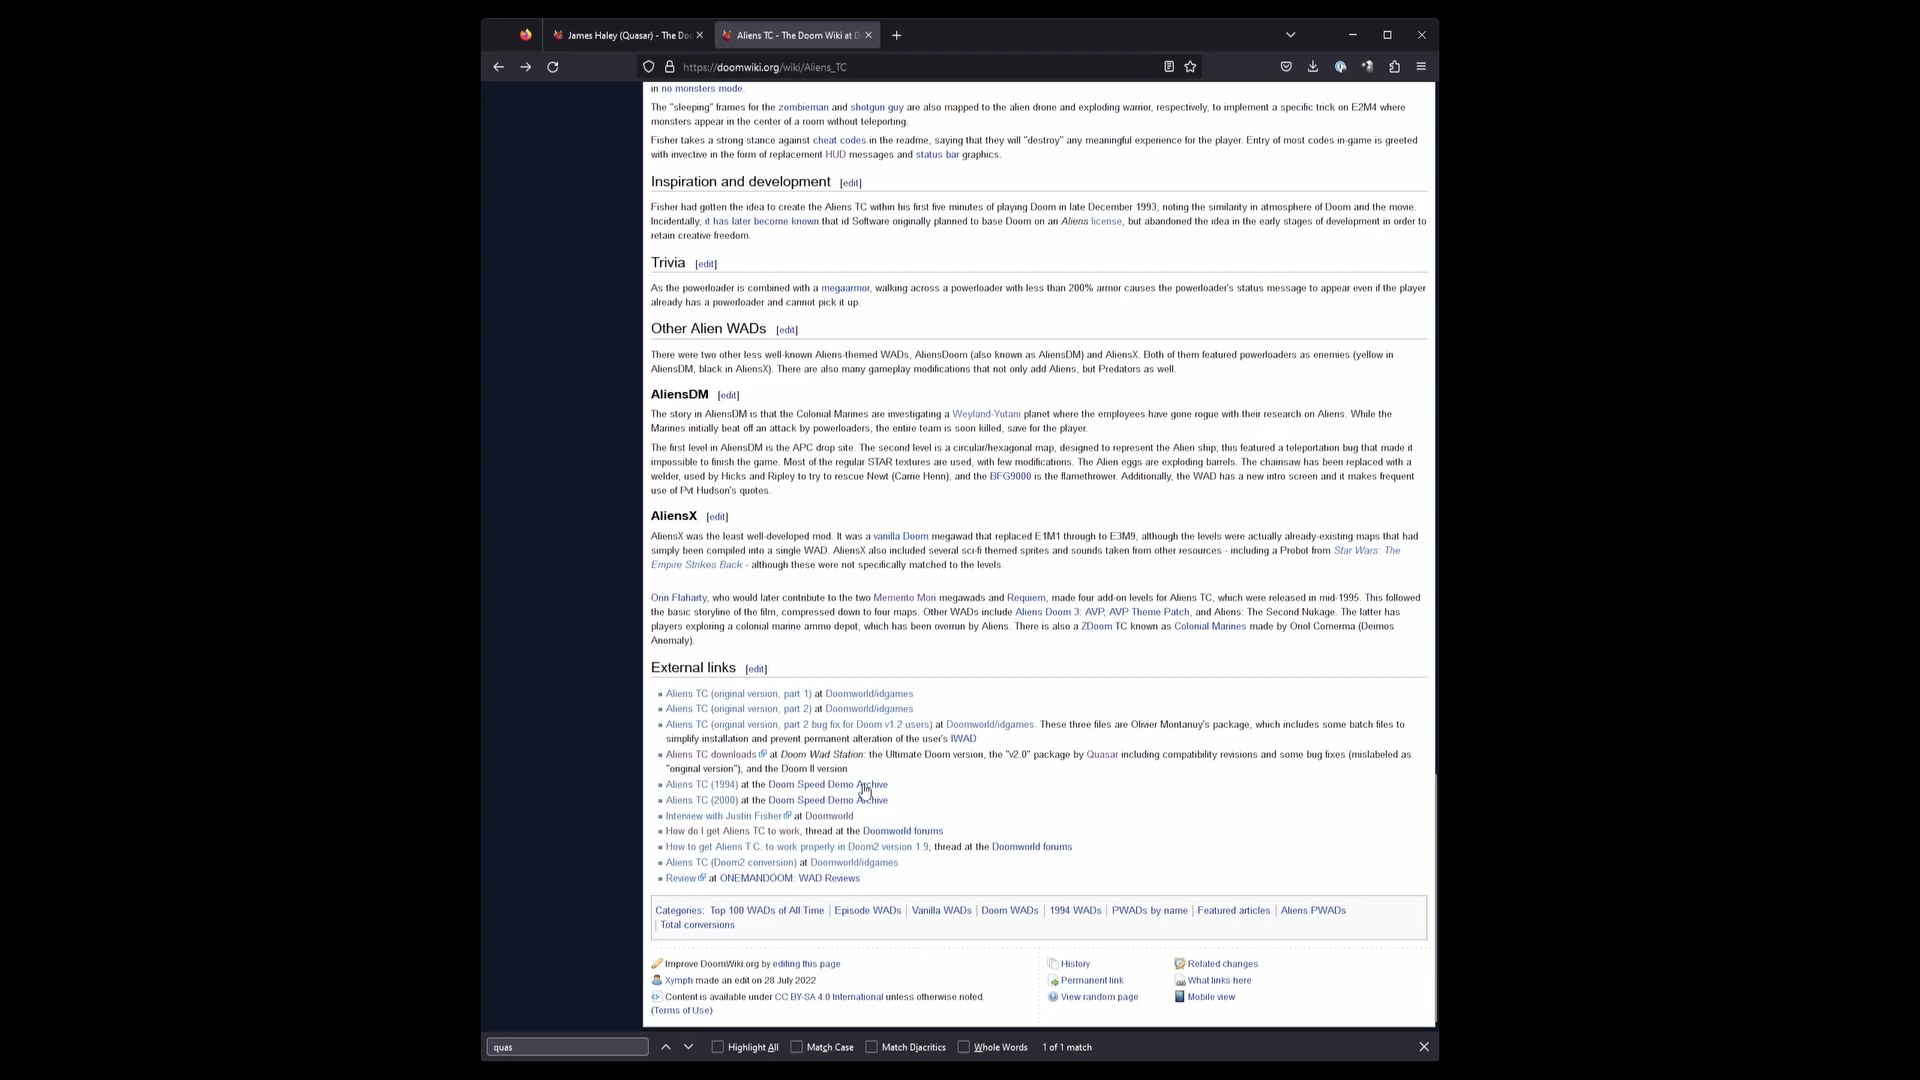 James Haley (Quasar) - The Do
Aliens TC - The Doom Wiki at D
https://doomwiki.org/wiki/Aliens_TC
in no monsters mode.
The "sleeping" frames for the zombieman and shotgun guy are also mapped to the alien drone and exploding warrior, respectively, to implement a specific trick on E2M4 where
monsters appear in the center of a room without teleporting.
Fisher takes a strong stance against cheat codes in the readme, saying that they will "destroy" any meaningful experience for the player. Entry of most codes in-game is greeted
with invective in the form of replacement HUD messages and status bar graphics.
Inspiration and development [edit]
Fisher had gotten the idea to create the Aliens TC within his first five minutes of playing Doom in late December 1993, noting the similarity in atmosphere of Doom and the movie.
Incidentally, it has later become known that id Software originally planned to base Doom on an Aliens license, but abandoned the idea in the early stages of development in order to
retain creative freedom.
Trivia [edit]
As the powerloader is combined with a megaarmor, walking across a powerloader with less than 200% armor causes the powerloader's status message to appear even if the player
already has a powerloader and cannot pick it up.
Other Alien WADs [edit]
There were two other less well-known Aliens-themed WADs, AliensDoom (also known as AliensDM) and AliensX. Both of them featured powerloaders as enemies (yellow in
AliensDM, black in AliensX). There are also many gameplay modifications that not only add Aliens, but Predators as well.
AliensDM [edit]
The story in AliensDM is that the Colonial Marines are investigating a Weyland-Yutani planet where the employees have gone rogue with their research on Aliens. While the
Marines initially beat off an attack by powerloaders, the entire team is soon killed, save for the player.
The first level in AliensDM is the APC drop site. The second level is a circular/hexagonal map, designed to represent the Alien ship; this featured a teleportation bug that made it
impossible to finish the game. Most of the regular STAR textures are used, with few modifications. The Alien eggs are exploding barrels. The chainsaw has been replaced with a
welder, used by Hicks and Ripley to try to rescue Newt (Carrie Henn), and the BFG9000 is the flamethrower. Additionally, the WAD has a new intro screen and it makes frequent
use of Pvt Hudson's quotes.
AliensX [edit]
AliensX was the least well-developed mod. It was a vanilla Doom megawad that replaced E1M1 through to E3M9, although the levels were actually already-existing maps that had
simply been compiled into a single WAD. AliensX also included several sci-fi themed sprites and sounds taken from other resources - including a Probot from Star Wars: The
Empire Strikes Back - although these were not specifically matched to the levels.
Orin Flaharty, who would later contribute to the two Memento Mori megawads and Requiem, made four add-on levels for Aliens TC, which were released in mid-1995. This followed
the basic storyline of the film, compressed down to four maps. Other WADs include Aliens Doom 3: AVP, AVP Theme Patch, and Aliens: The Second Nukage. The latter has
players exploring a colonial marine ammo depot, which has been overrun by Aliens. There is also a ZDoom TC known as Colonial Marines made by Oriol Comerma (Deimos
Anomaly).
External links [edit]
Aliens TC (original version, part 1) at Doomworld/idgames
Aliens TC (original version, part 2) at Doomworld/idgames
Aliens TC (original version, part 2 bug fix for Doom v1.2 users) at Doomworld/idgames. These three files are Olivier Montanuy's package, which includes some batch files to
simplify installation and prevent permanent alteration of the user's IWAD
Aliens TC downloads at Doom Wad Station: the Ultimate Doom version, the "v2.0" package by Quasar including compatibility revisions and some bug fixes (mislabeled as
"original version"), and the Doom II version
Aliens TC (1994) at the Doom Speed Demo Archive
Aliens TC (2000) at the Doom Speed Demo Archive
Interview with Justin Fisher at Doomworld
How do I get Aliens TC to work, thread at the Doomworld forums
How to get Aliens T.C. to work properly in Doom2 version 1.9, thread at the Doomworld forums
Aliens TC (Doom2 conversion) at Doomworld/idgames
Review at ONEMANDOOM: WAD Reviews
Categories: Top 100 WADs of All Time | Episode WADs | Vanilla WADs | Doom WADs | 1994 WADs | PWADs by name | Featured articles | Aliens PWADs
| Total conversions
Improve DoomWiki.org by editing this page
History
Related changes
Xymph made an edit on 28 July 2022
Permanent link
What links here
Content is available under CC BY-SA 4.0 International unless otherwise noted.
View random page
Mobile view
(Terms of Use)
quas
Highlight All
Match Case
Match Diacritics
Whole Words
1 of 1 match